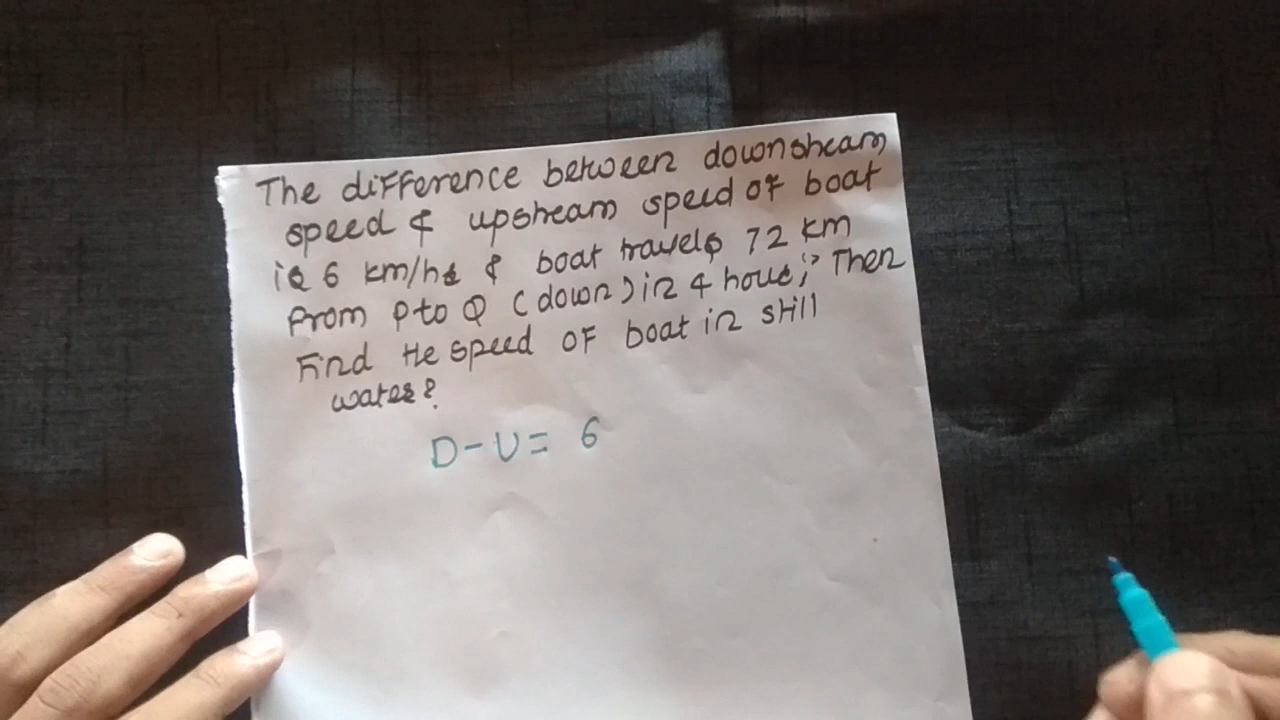 The difference between downstream
speed & upstream speed of boat
is 6 km/hr & boat travels 72 km
from P to Q (down) in 4 hour; Then
Find the speed of boat in still
water?
D-U= 6